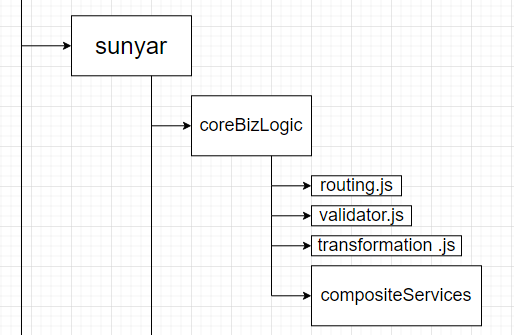 sunyar
coreBizLogic
routing.js
validator.js
transformation .js
compositeServices